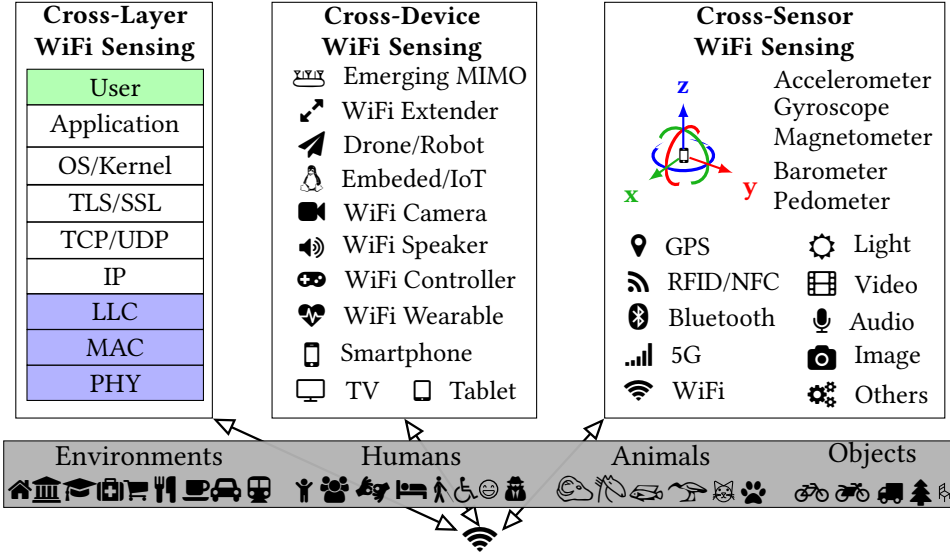 Cross-Layer
WiFi Sensing
User
Application
OS/Kernel
TLS/SSL
TCP/UDP
IP
LLC
MAC
PHY
Cross-Device
WiFi Sensing
Emerging MIMO
WiFi Extender
Drone/Robot
Embeded/IoT
WiFi Camera
WiFi Speaker
WiFi Controller
WiFi Wearable
Smartphone
TV Tablet
Cross-Sensor
WiFi Sensing
z
x
y
Accelerometer
Gyroscope
Magnetometer
Barometer
Pedometer
GPS
RFID/NFC
Bluetooth
5G
WiFi
Light
Video
Audio
Image
Others
Environments Humans Animals Objects